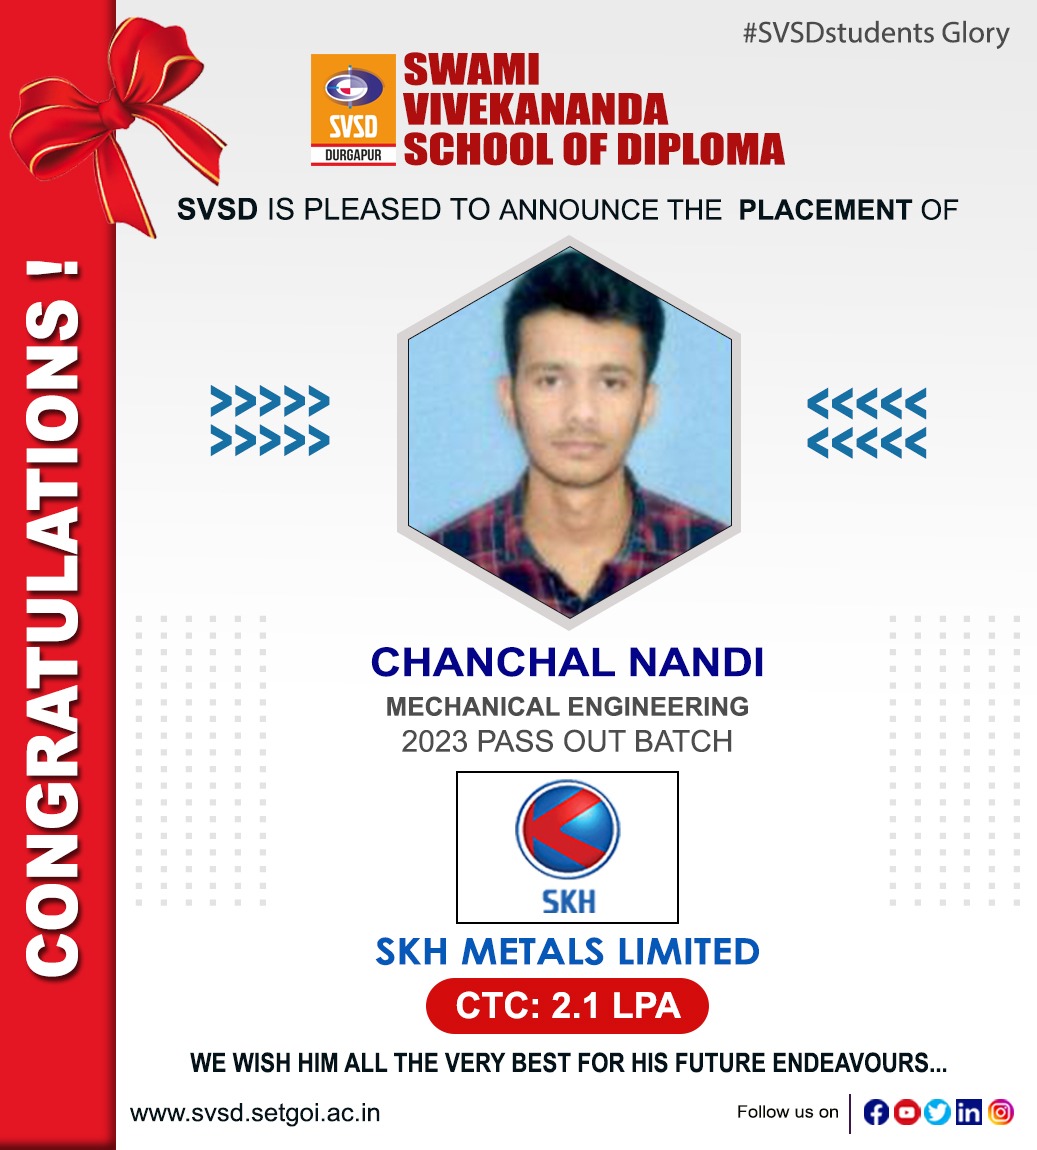 #SVSDstudents Glory
SVSD
DURGAPUR
SWAMI
VIVEKANANDA
SCHOOL OF DIPLOMA
SVSD IS PLEASED TO ANNOUNCE THE PLACEMENT OF
CONGRATULATIONS !
CHANCHAL NANDI
MECHANICAL ENGINEERING
2023 PASS OUT BATCH
SKH
SKH METALS LIMITED
CTC: 2.1 LPA
WE WISH HIM ALL THE VERY BEST FOR HIS FUTURE ENDEAVOURS...
www.svsd.setgoi.ac.in
Follow us on